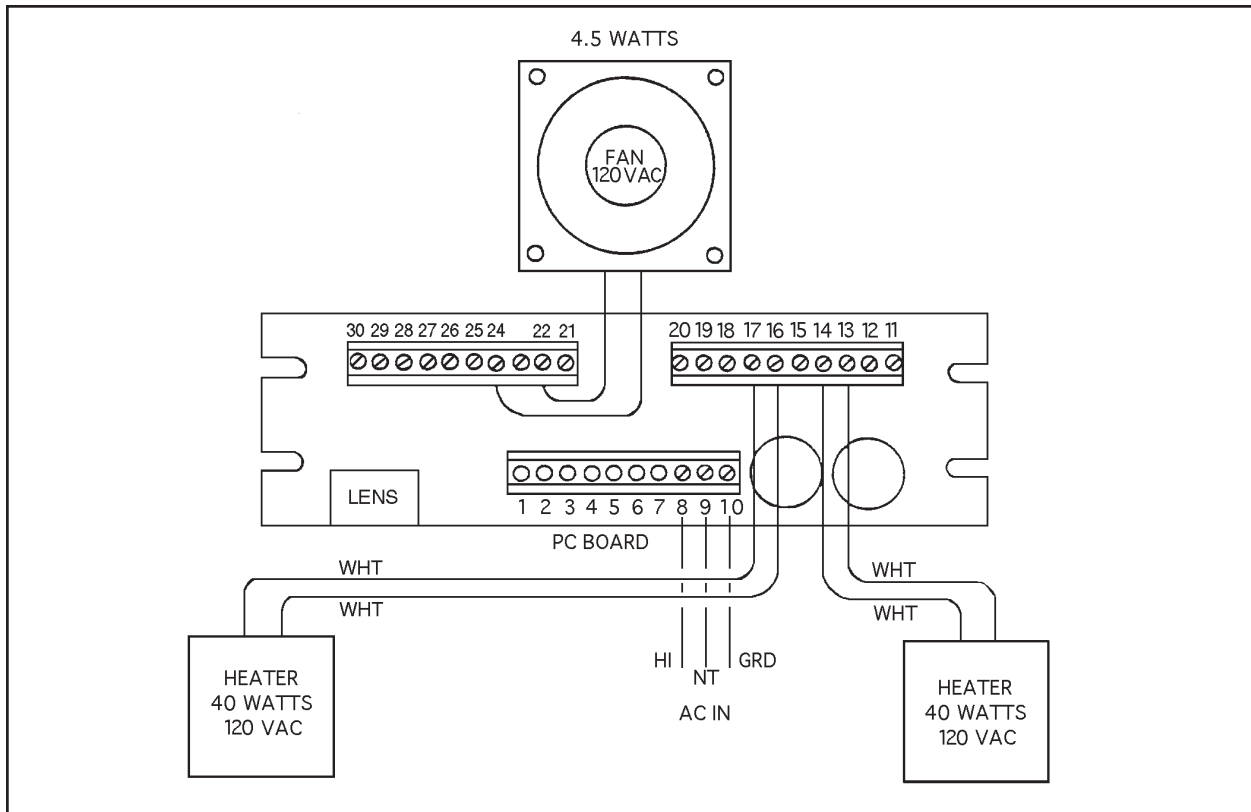 4.5 WATTS
FAN
120 VAC
30 29 28 27 26 25 24 22 21
20 19 18 17 16 15 14 13 12 11
LENS
1 2 3 4 5 6 7 8 9 10
PC BOARD
WHT
WHT
WHT
WHT
HI
NT
GRD
AC IN
HEATER
40 WATTS
120 VAC
HEATER
40 WATTS
120 VAC